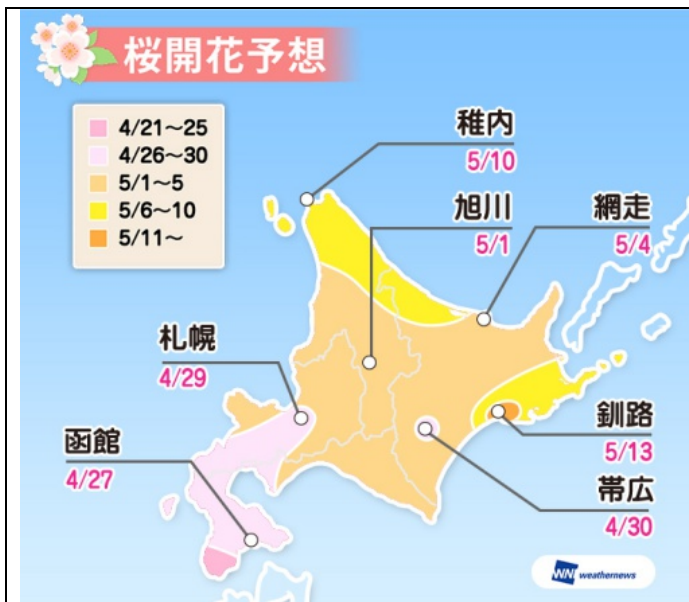 桜開花予想
4/21～25
4/26～30
5/1～5
5/6～10
5/11～
稚内
5/10
旭川
5/1
網走
5/4
札幌
4/29
函館
4/27
釧路
5/13
帯広
4/30
WN weathernews